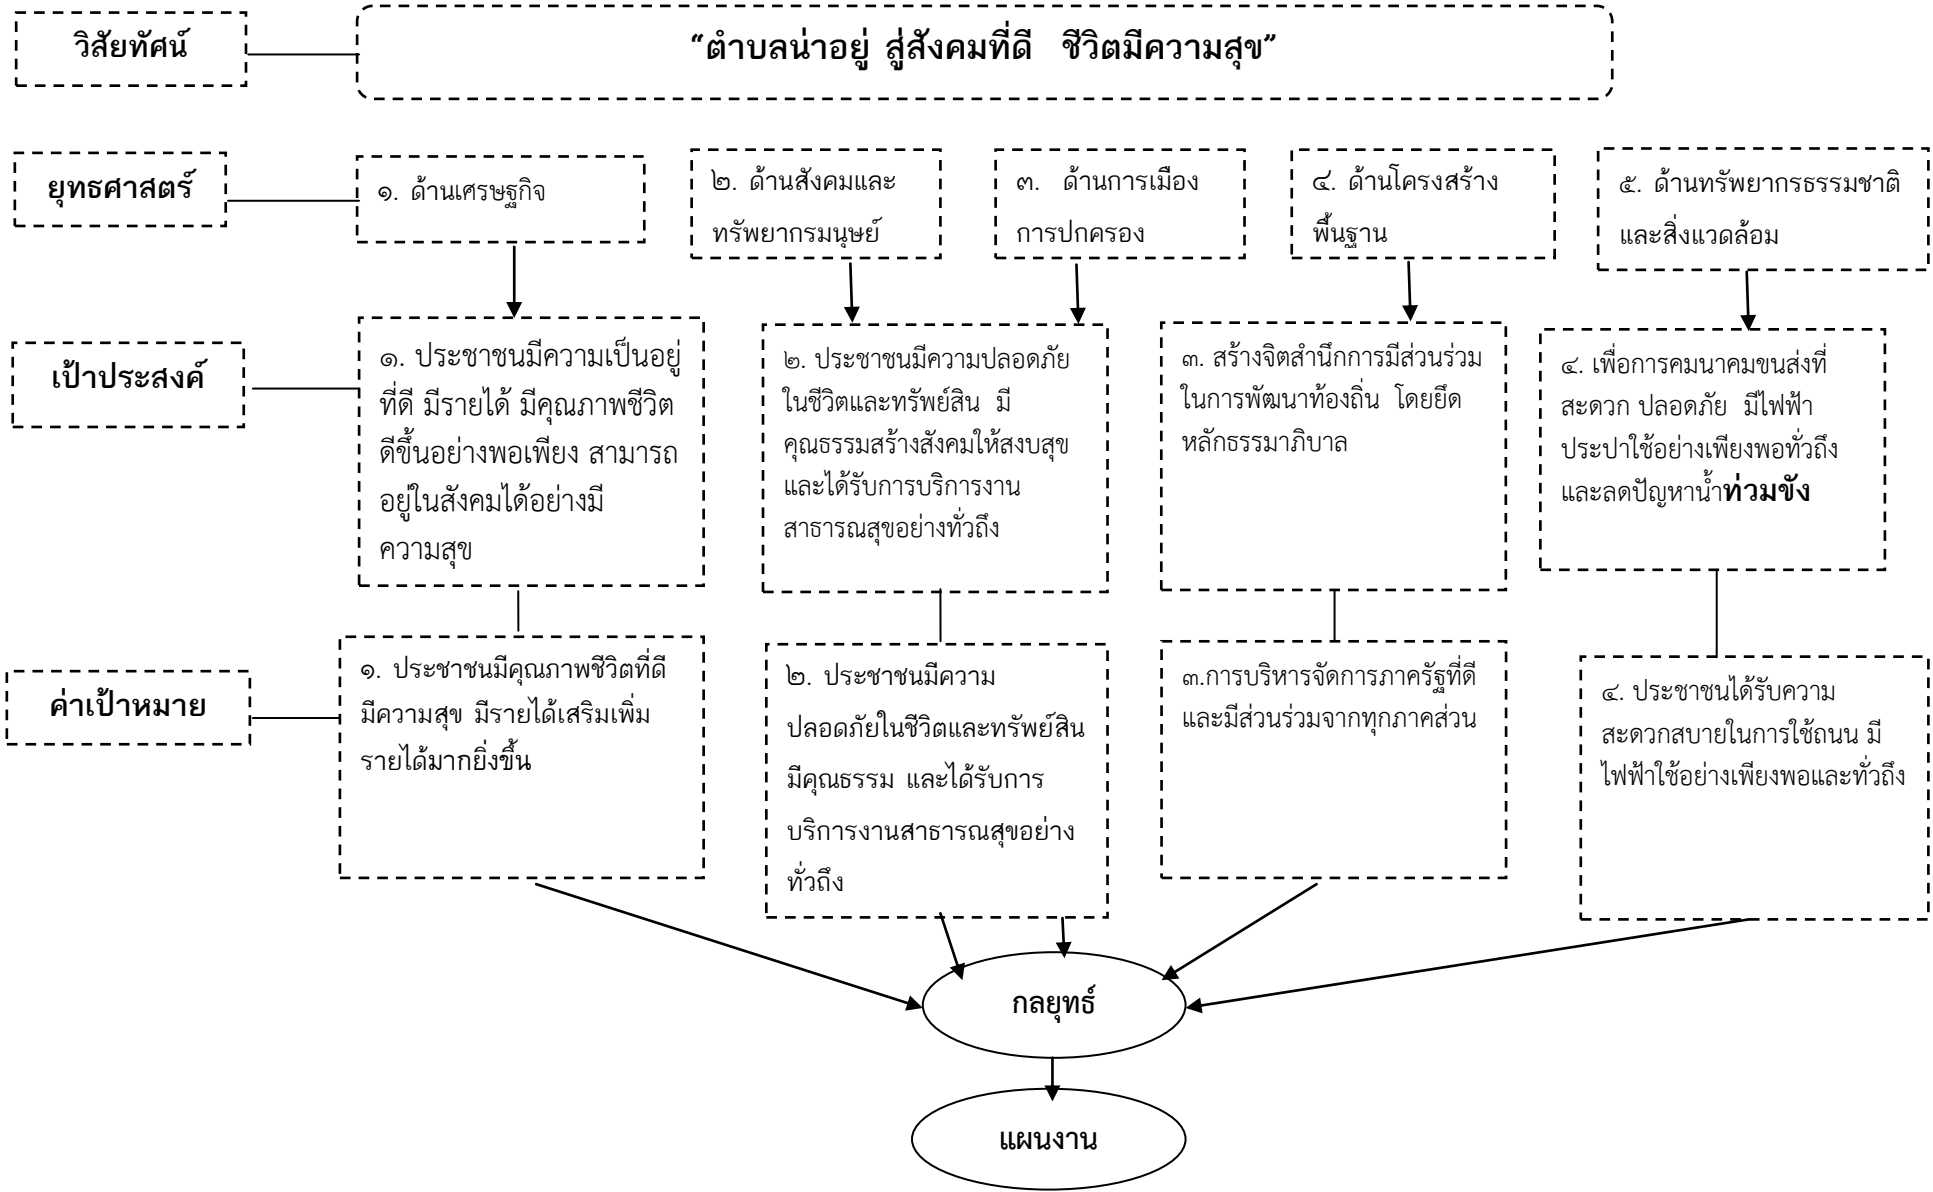 วิสัยทัศน์
“ตำบลน่าอยู่ สู่สังคมที่ดี ชีวิตมีความสุข”
ยุทธศาสตร์
๑. ด้านเศรษฐกิจ
๒. ด้านสังคมและ
ทรัพยากรมนุษย์
๓. ด้านการเมือง
การปกครอง
๔. ด้านโครงสร้าง
พื้นฐาน
๕. ด้านทรัพยากรธรรมชาติ
และสิ่งแวดล้อม
เป้าประสงค์
๑. ประชาชนมีความเป็นอยู่
ที่ดี มีรายได้ มีคุณภาพชีวิต
ดีขึ้นอย่างพอเพียง สามารถ
อยู่ในสังคมได้อย่างมี
ความสุข
๒. ประชาชนมีความปลอดภัย
ในชีวิตและทรัพย์สิน มี
คุณธรรมสร้างสังคมให้สงบสุข
และได้รับการบริการงาน
สาธารณสุขอย่างทั่วถึง
๓. สร้างจิตสำนึกการมีส่วนร่วม
ในการพัฒนาท้องถิ่น โดยยึด
หลักธรรมาภิบาล
๔. เพื่อการคมนาคมขนส่งที่
สะดวก ปลอดภัย มีไฟฟ้า
ประปาใช้อย่างเพียงพอทั่วถึง
และลดปัญหาน้ำท่วมขัง
ค่าเป้าหมาย
๑. ประชาชนมีคุณภาพชีวิตที่ดี
มีความสุข มีรายได้เสริมเพิ่ม
รายได้มากยิ่งขึ้น
๒. ประชาชนมีความ
ปลอดภัยในชีวิตและทรัพย์สิน
มีคุณธรรม และได้รับการ
บริการงานสาธารณสุขอย่าง
ทั่วถึง
๓.การบริหารจัดการภาครัฐที่ดี
และมีส่วนร่วมจากทุกภาคส่วน
๔. ประชาชนได้รับความ
สะดวกสบายในการใช้ถนน มี
ไฟฟ้าใช้อย่างเพียงพอและทั่วถึง
กลยุทธ์
แผนงาน